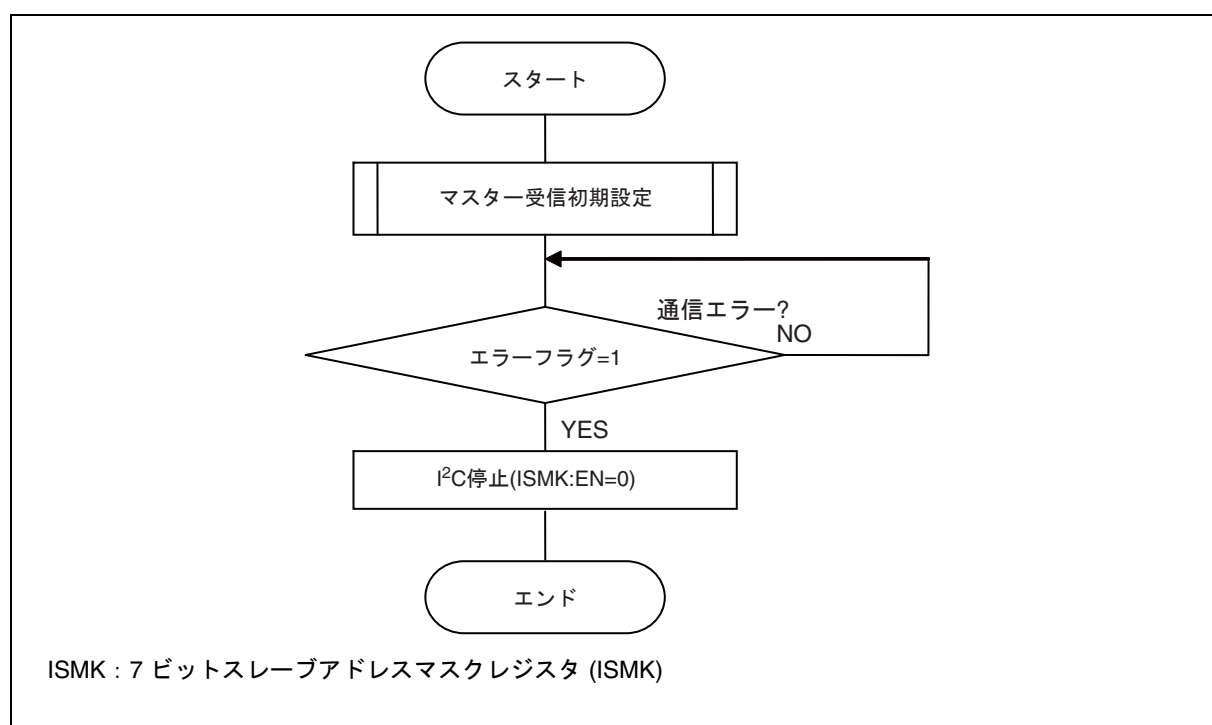 スタート
マスター受信初期設定
通信エラー?
NO
エラーフラグ=1
YES
I²C停止(ISMK:EN=0)
エンド
ISMK : 7 ビットスレーブアドレスマスクレジスタ (ISMK)